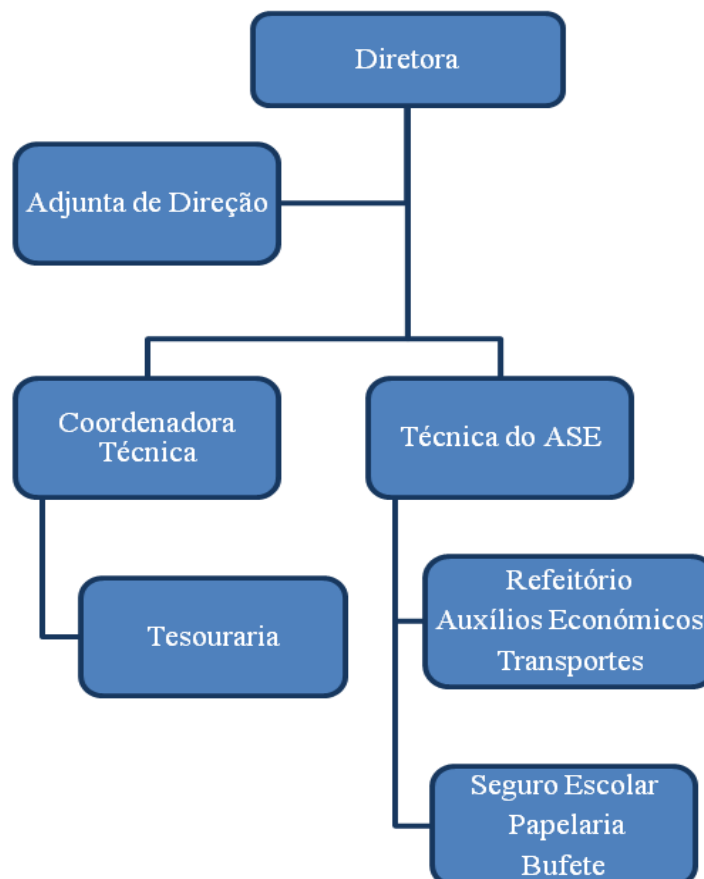 Diretora
Adjunta de Direção
Coordenadora
Técnica
Técnica do ASE
Tesouraria
Refeitório
Auxílios Económicos
Transportes
Seguro Escolar
Papelaria
Bufete